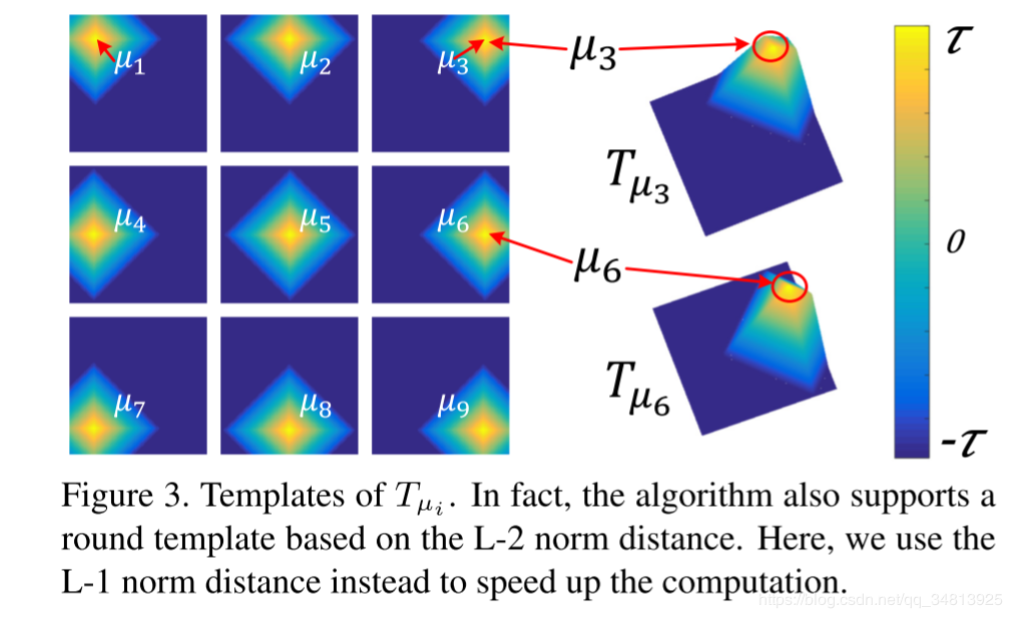 μ1 μ2 μ3 μ3 τ
Tμ3
μ4 μ5 μ6 μ6 0
Tμ6
μ7 μ8 μ9 -τ
Figure 3. Templates of Tμi. In fact, the algorithm also supports a
round template based on the L-2 norm distance. Here, we use the
L-1 norm distance instead to speed up the computation.
https://blog.csdn.net/qq_34813925